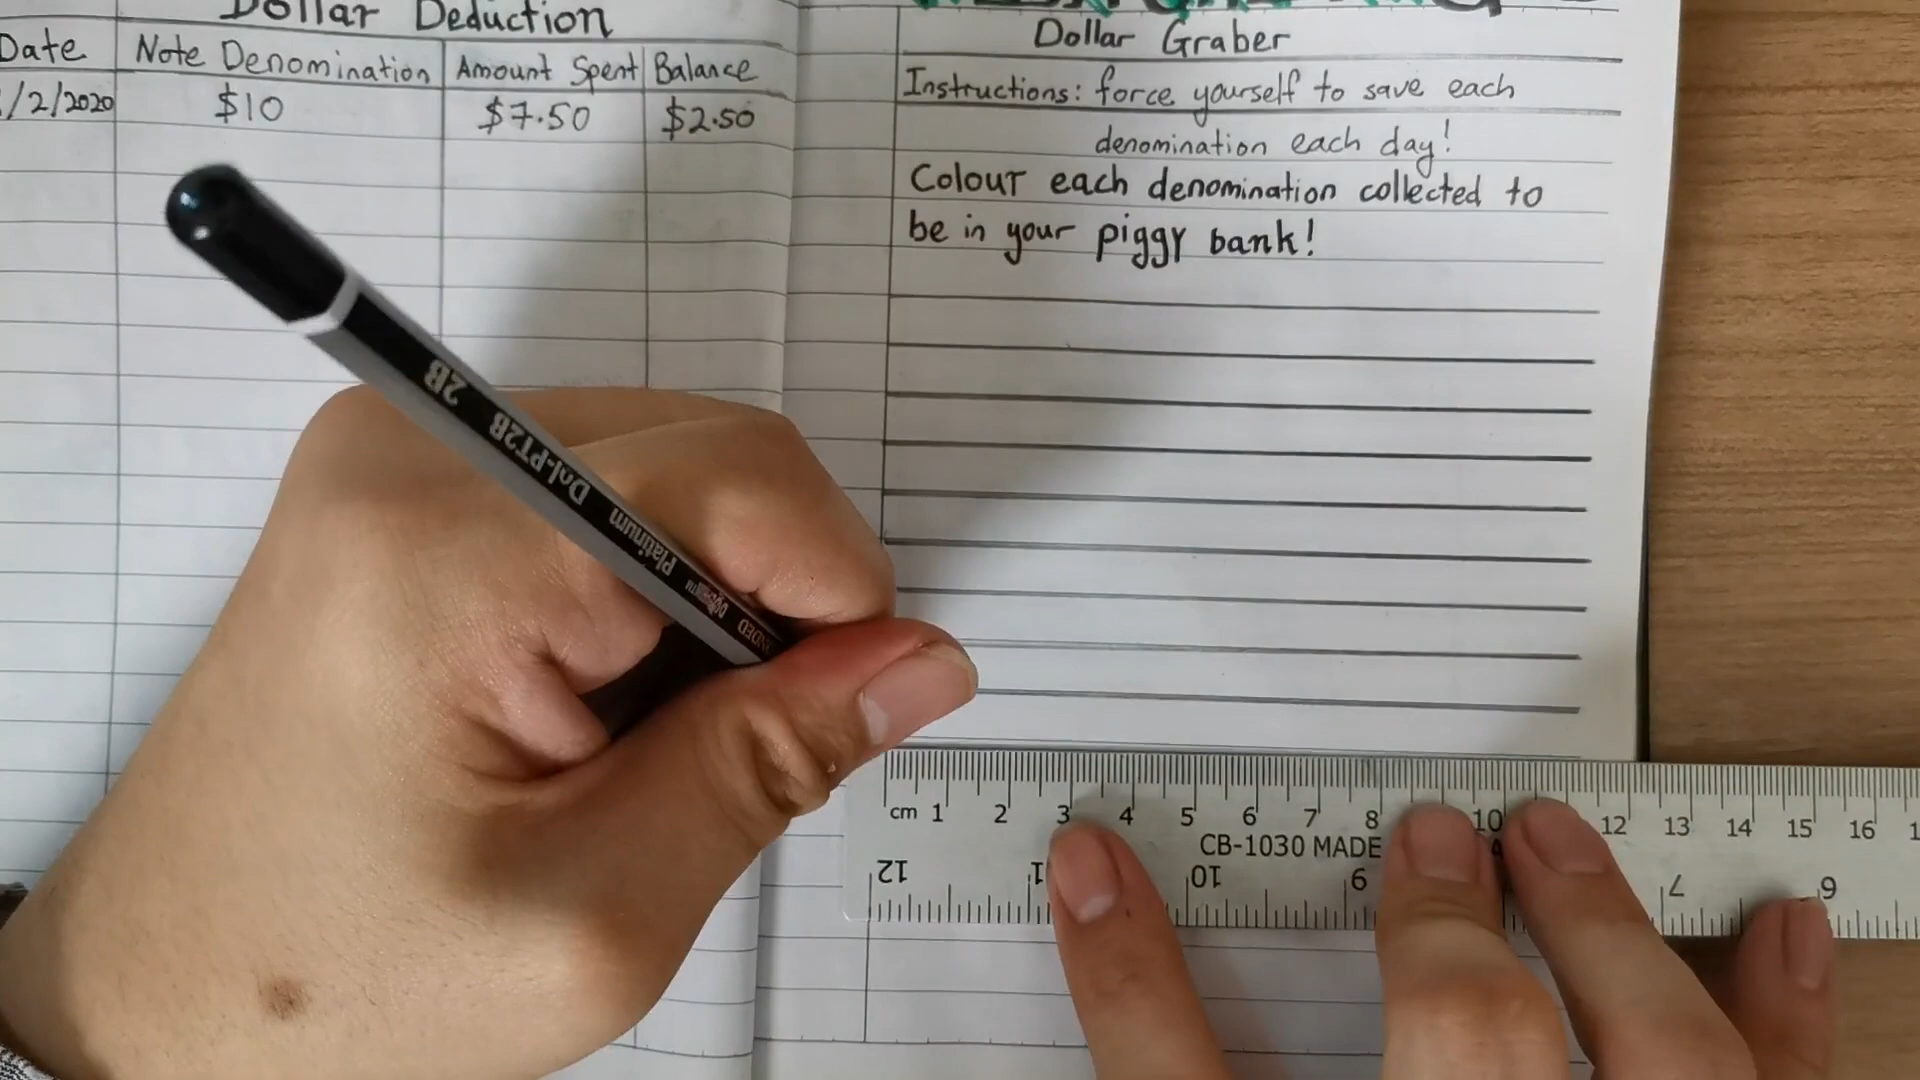 Dollar Deduction
Date Note Denomination Amount Spent Balance
/2/2020 $10 $7.50 $2.50
Dollar Graber
Instructions: force yourself to save each
denomination each day!
Colour each denomination collected to
be in your piggy bank!
2B
Dol-PT2B
Platinum
cm 1 2 3 4 5 6 7 8 10 12 13 14 15 16
CB-1030 MADE
12 10 9 7 6